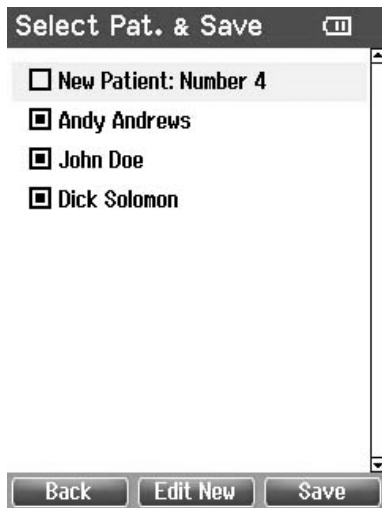 Select Pat. & Save
New Patient: Number 4
Andy Andrews
John Doe
Dick Solomon
Back Edit New Save